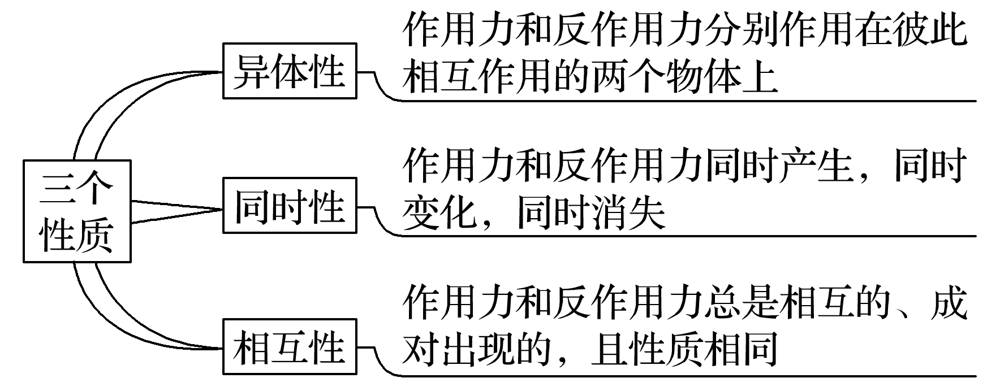 三个
性质
异体性
作用力和反作用力分别作用在彼此
相互作用的两个物体上
同时性
作用力和反作用力同时产生，同时
变化，同时消失
相互性
作用力和反作用力总是相互的、成
对出现的，且性质相同